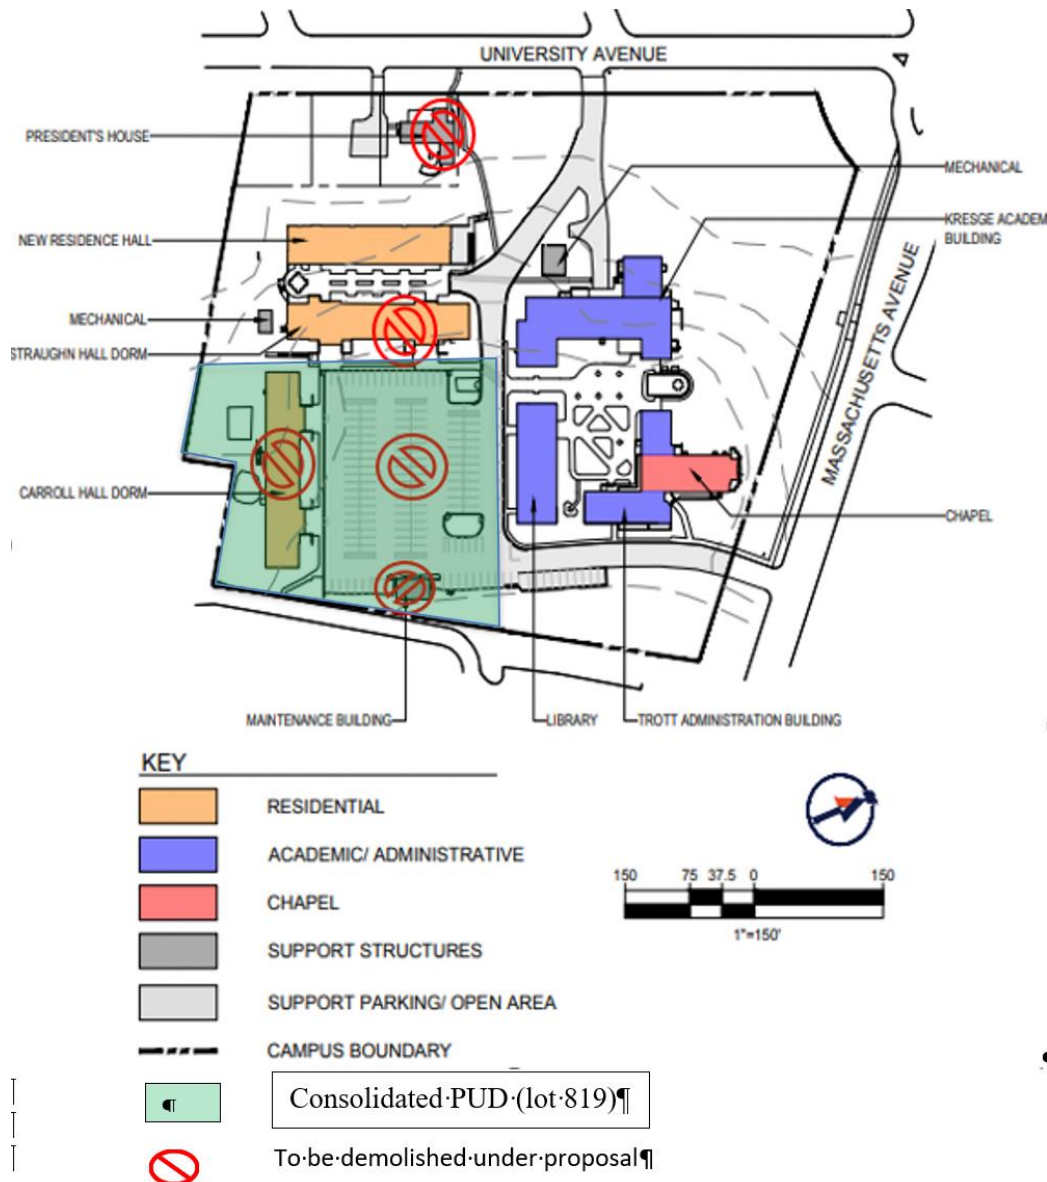 UNIVERSITY AVENUE
PRESIDENT'S HOUSE
MECHANICAL
KRESGE ACADEM
BUILDING
NEW RESIDENCE HALL
MASSACHUSETTS AVENUE
MECHANICAL
STRAUGHN HALL DORM
CARROLL HALL DORM
CHAPEL
MAINTENANCE BUILDING
LIBRARY
TROTT ADMINISTRATION BUILDING
KEY
RESIDENTIAL
ACADEMIC/ ADMINISTRATIVE
CHAPEL
SUPPORT STRUCTURES
SUPPORT PARKING/ OPEN AREA
CAMPUS BOUNDARY
150 75 37.5 0 150
1"=150'
¶
Consolidated·PUD·(lot·819)¶
To·be·demolished·under·proposal¶